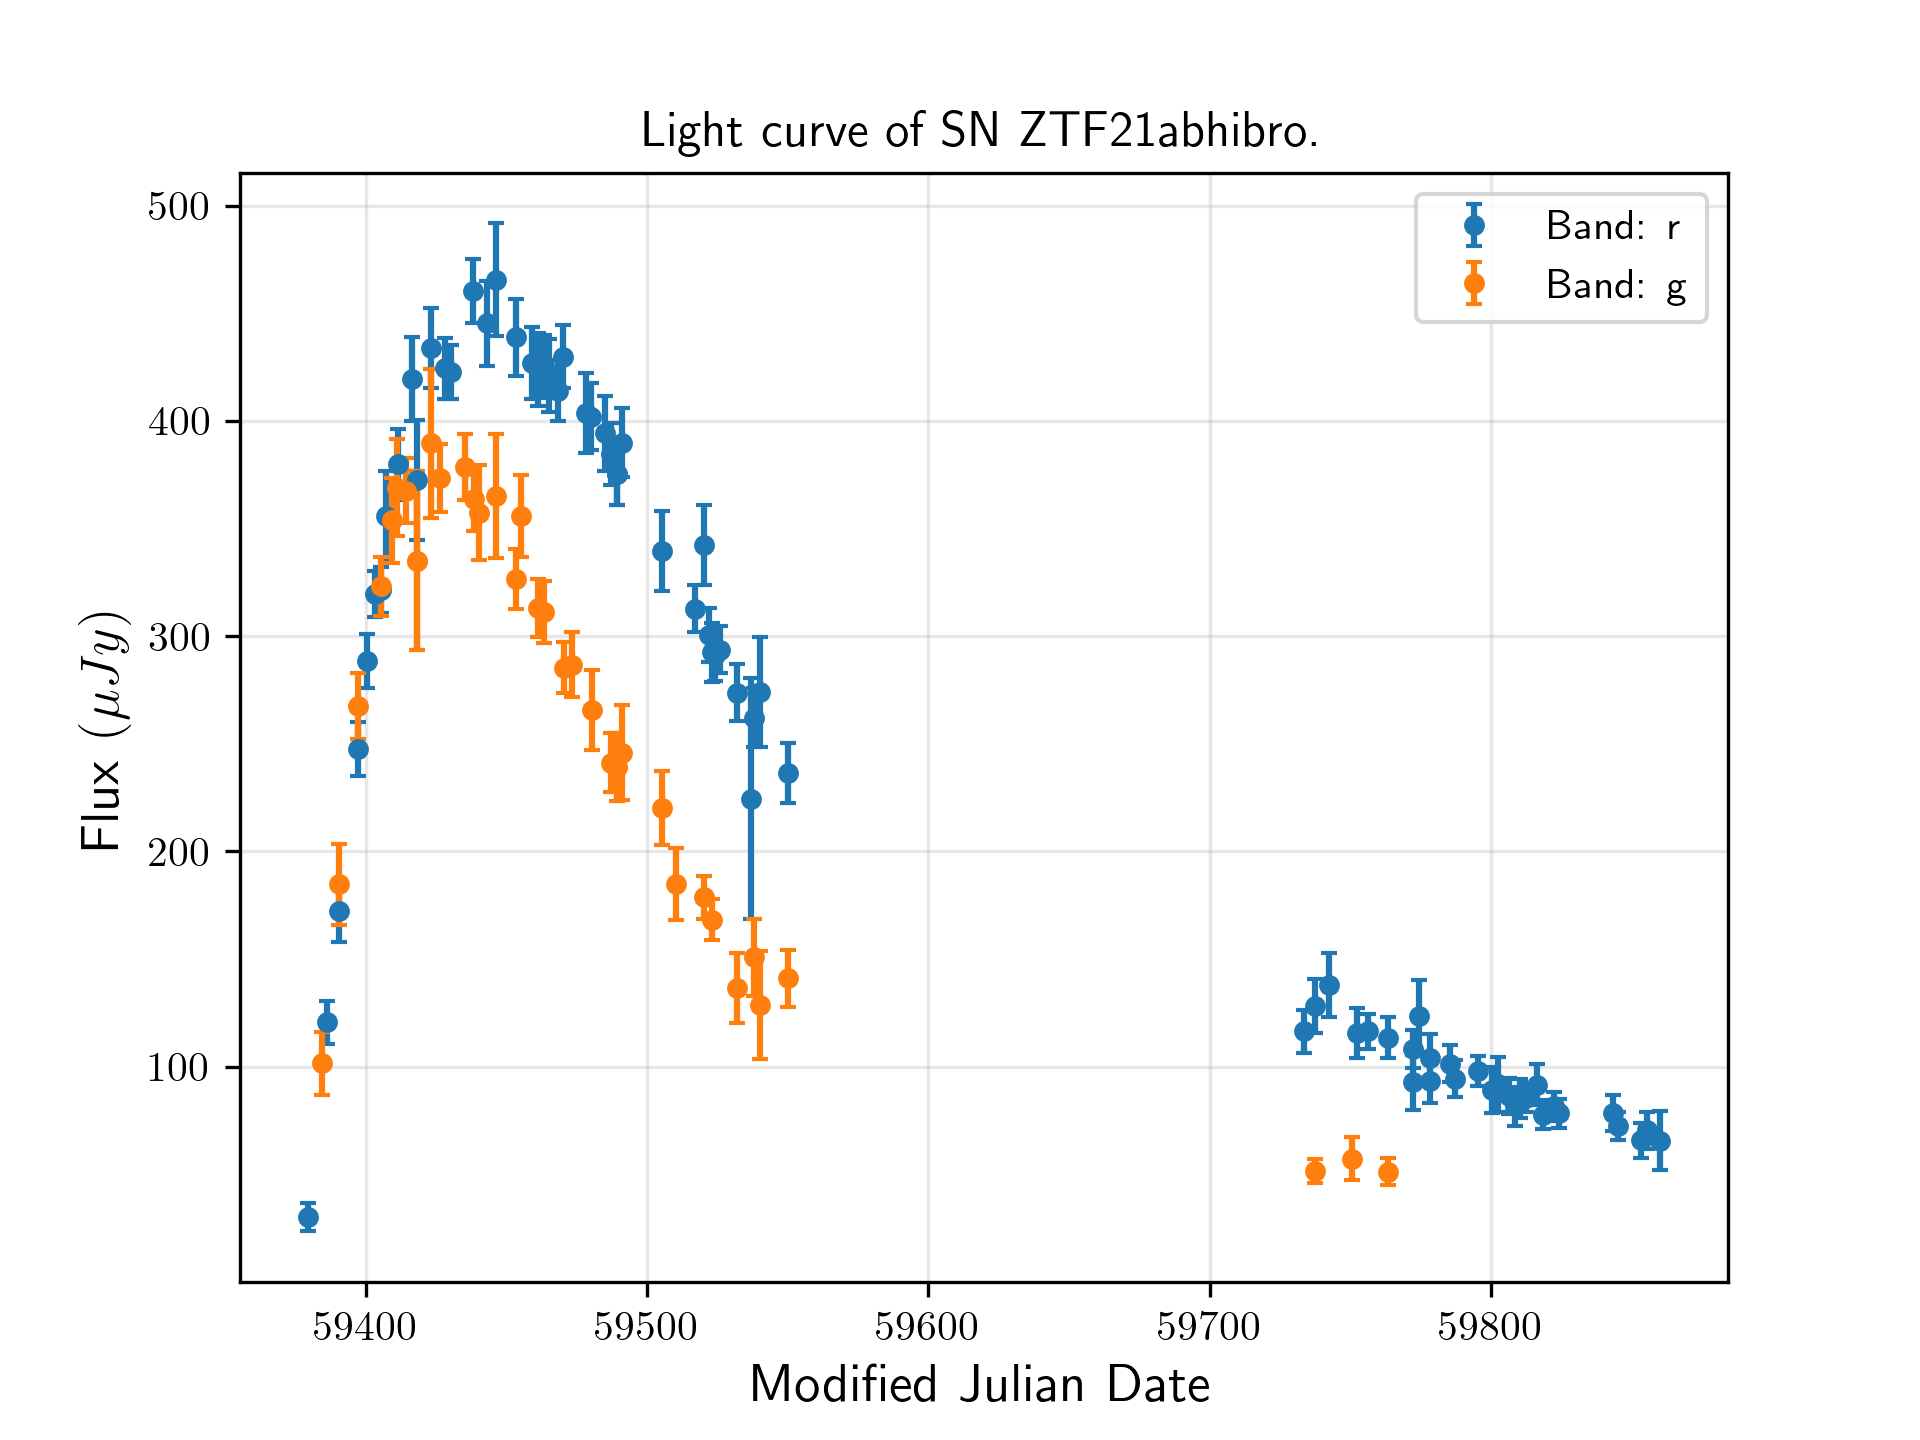 Light curve of SN ZTF21abhibro.
Band: r
Band: g
500
400
300
200
100
Flux (μJy)
59400 59500 59600 59700 59800
Modified Julian Date